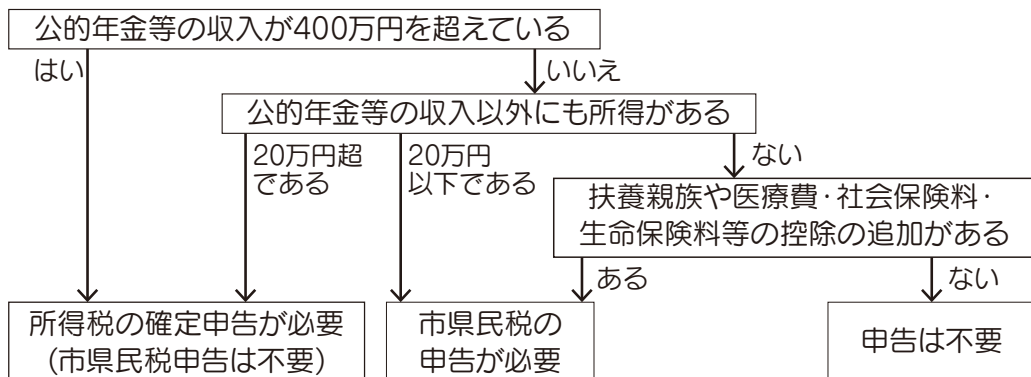 公的年金等の収入が400万円を超えている
はい
いいえ
公的年金等の収入以外にも所得がある
20万円超
である
20万円
以下である
ない
扶養親族や医療費・社会保険料・
生命保険料等の控除の追加がある
ある
ない
所得税の確定申告が必要
(市県民税申告は不要)
市県民税の
申告が必要
申告は不要